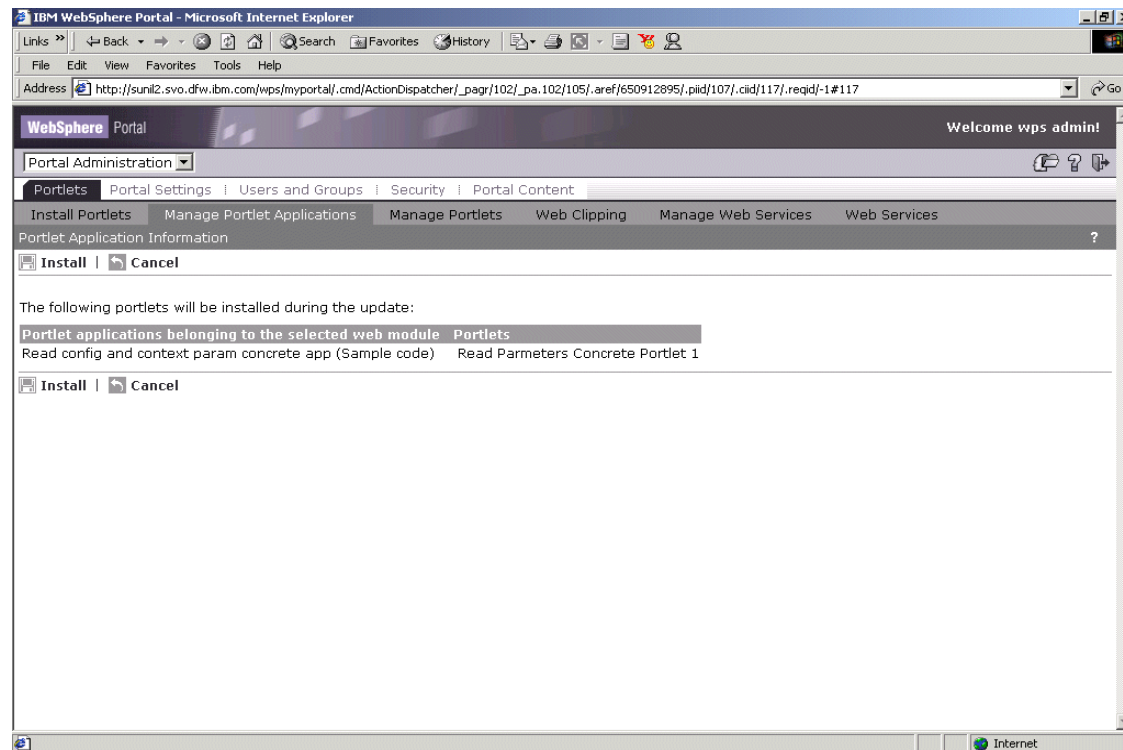 IBM WebSphere Portal - Microsoft Internet Explorer
Links » Back Search Favorites History
File Edit View Favorites Tools Help
Address http://sunil2.svo.dfw.ibm.com/wps/myportal/.cmd/ActionDispatcher/_pagr/102/_pa.102/105/.aref/650912895/.piid/107/.ciid/117/.reqid/-1#117 Go
WebSphere Portal Welcome wps admin!
Portal Administration ?
Portlets Portal Settings | Users and Groups | Security | Portal Content
Install Portlets Manage Portlet Applications Manage Portlets Web Clipping Manage Web Services Web Services
Portlet Application Information ?
Install | Cancel
The following portlets will be installed during the update:
Portlet applications belonging to the selected web module Portlets
Read config and context param concrete app (Sample code) Read Parmeters Concrete Portlet 1
Install | Cancel
Internet